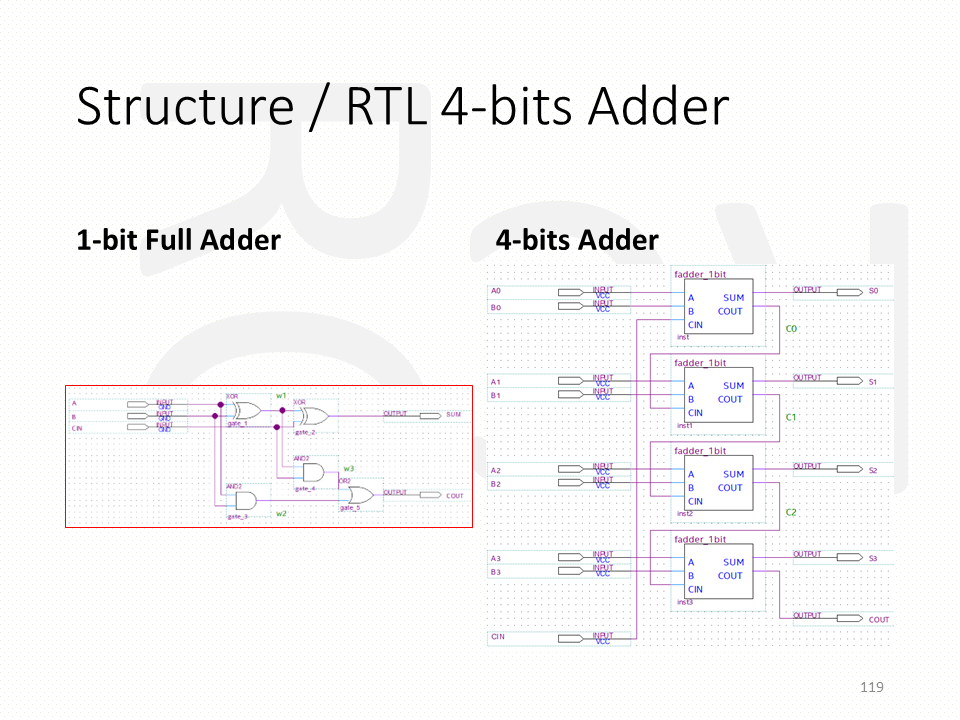 Structure / RTL 4-bits Adder
1-bit Full Adder
4-bits Adder
A INPUT GND
B INPUT GND
CIN INPUT GND
XOR
gate_1
w1
XOR
gate_2
OUTPUT SUM
AND2
gate_4
w3
AND2
gate_3
w2
OR2
gate_5
OUTPUT COUT
fadder_1bit
A0 INPUT VCC
B0 INPUT VCC
A SUM
B COUT
CIN
inst
OUTPUT S0
C0
fadder_1bit
A1 INPUT VCC
B1 INPUT VCC
A SUM
B COUT
CIN
inst1
OUTPUT S1
C1
fadder_1bit
A2 INPUT VCC
B2 INPUT VCC
A SUM
B COUT
CIN
inst2
OUTPUT S2
C2
fadder_1bit
A3 INPUT VCC
B3 INPUT VCC
A SUM
B COUT
CIN
inst3
OUTPUT S3
OUTPUT COUT
CIN INPUT VCC
119